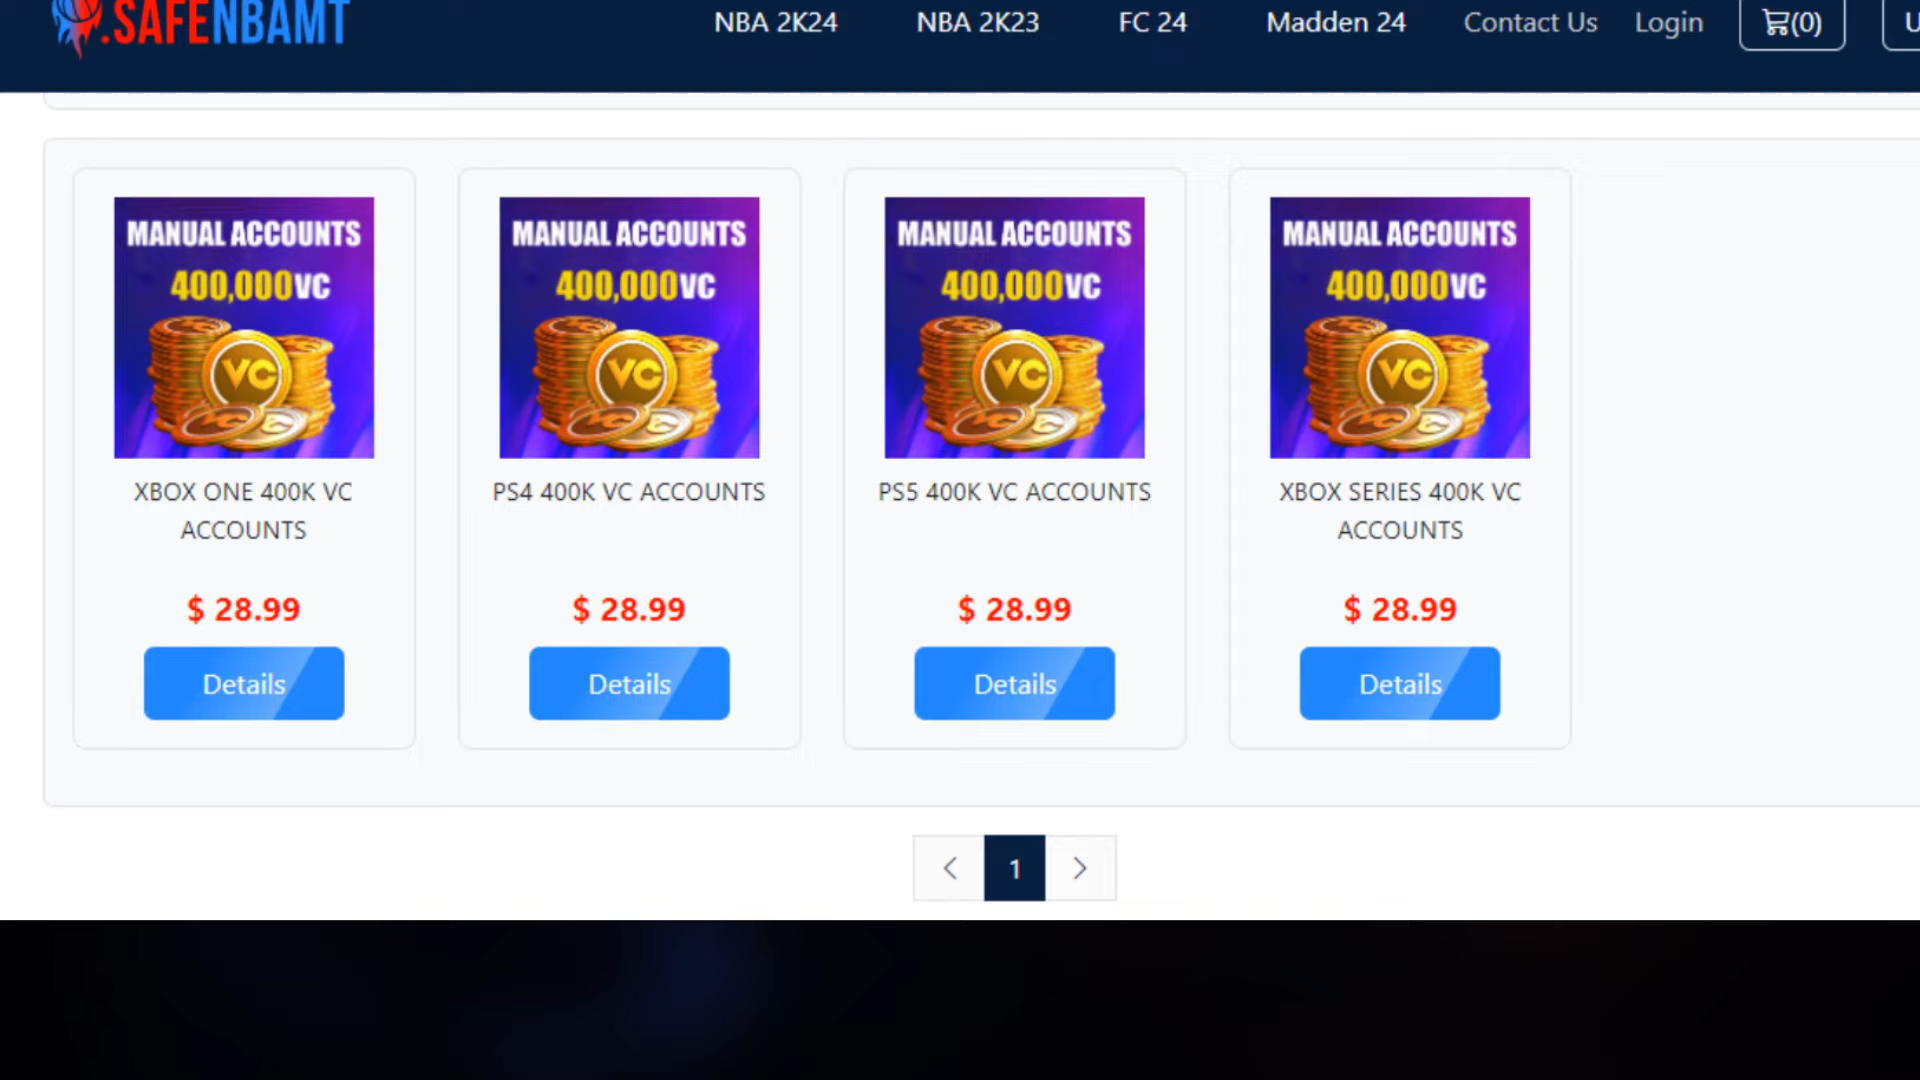 .SAFENBAMT
NBA 2K24 NBA 2K23 FC 24 Madden 24 Contact Us Login (0) U
MANUAL ACCOUNTS
400,000VC
VC
XBOX ONE 400K VC
ACCOUNTS
$ 28.99
Details
MANUAL ACCOUNTS
400,000VC
VC
PS4 400K VC ACCOUNTS
$ 28.99
Details
MANUAL ACCOUNTS
400,000VC
VC
PS5 400K VC ACCOUNTS
$ 28.99
Details
MANUAL ACCOUNTS
400,000VC
VC
XBOX SERIES 400K VC
ACCOUNTS
$ 28.99
Details
1